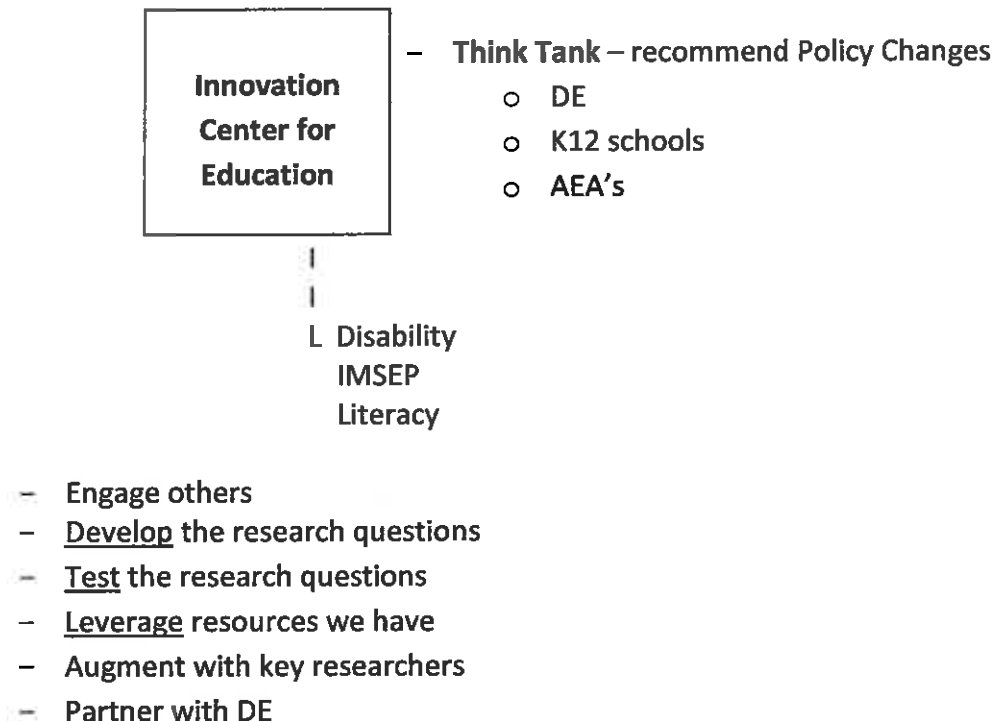 Innovation
Center for
Education
– Think Tank – recommend Policy Changes
o DE
o K12 schools
o AEA's
L Disability
IMSEP
Literacy
– Engage others
– Develop the research questions
– Test the research questions
– Leverage resources we have
– Augment with key researchers
– Partner with DE